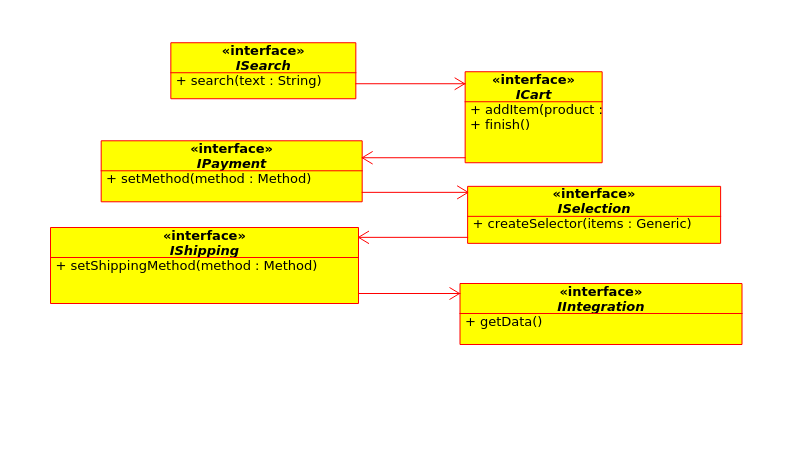 «interface»
ISearch
+ search(text : String)
«interface»
ICart
+ addItem(product :
+ finish()
«interface»
IPayment
+ setMethod(method : Method)
«interface»
ISelection
+ createSelector(items : Generic)
«interface»
IShipping
+ setShippingMethod(method : Method)
«interface»
IIntegration
+ getData()